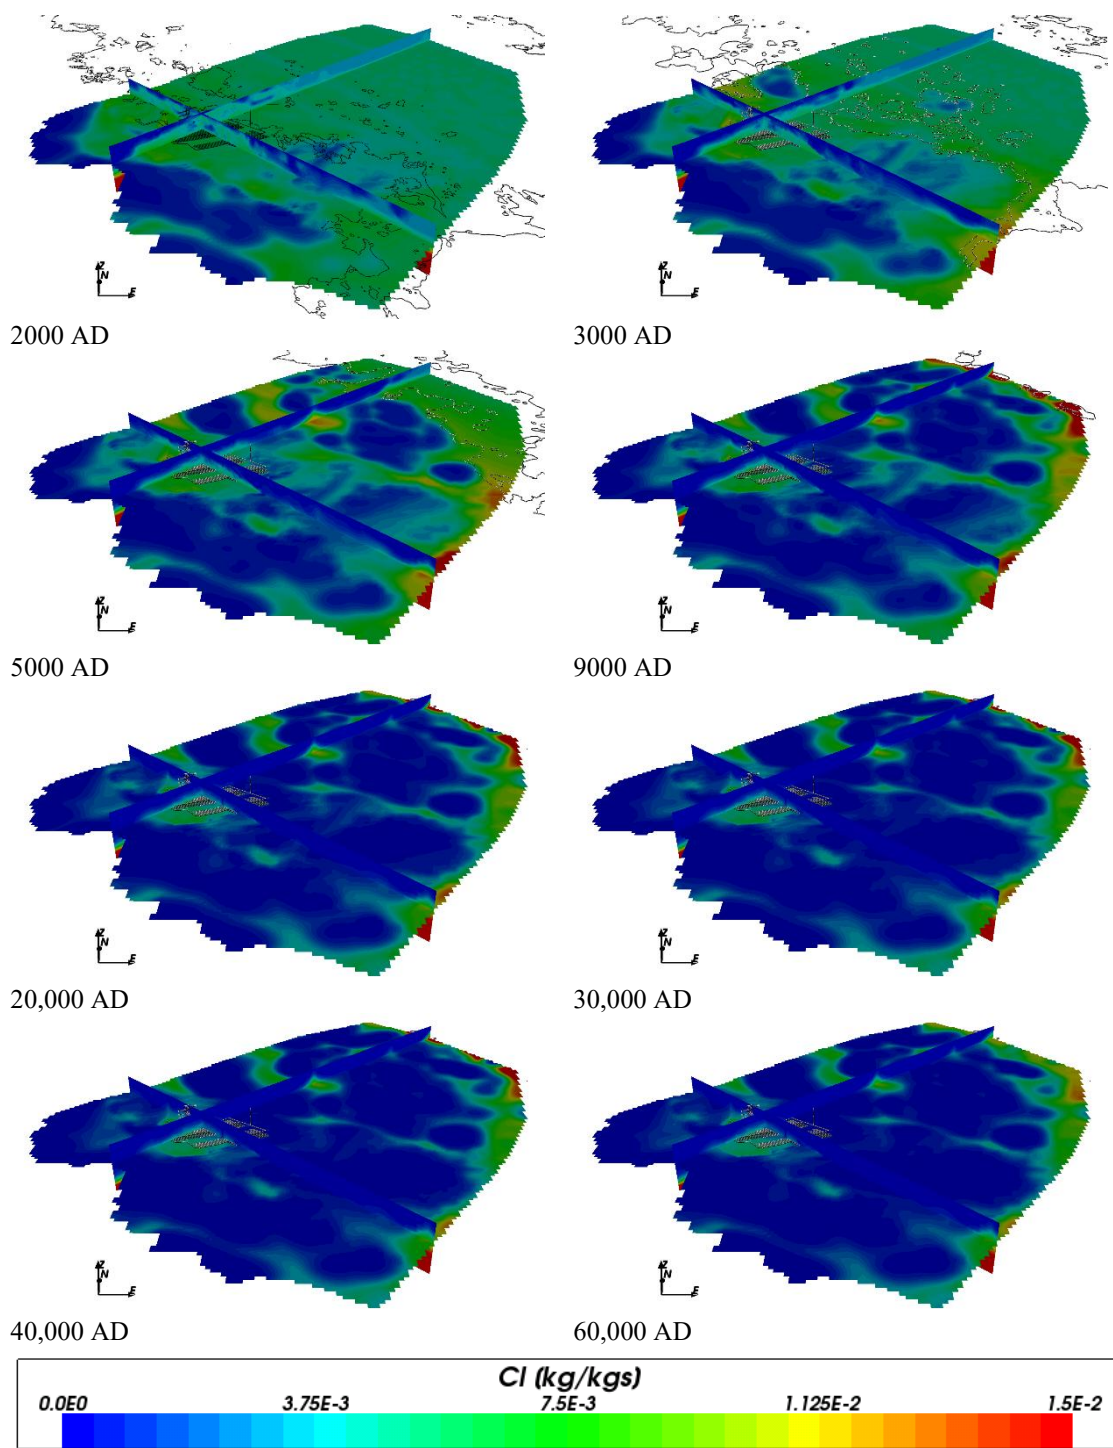 Z
N
E
Z
N
E
2000 AD
3000 AD
Z
N
E
Z
N
E
5000 AD
9000 AD
Z
N
E
Z
N
E
20,000 AD
30,000 AD
Z
N
E
Z
N
E
40,000 AD
60,000 AD
Cl (kg/kgs)
0.0E0 3.75E-3 7.5E-3 1.125E-2 1.5E-2